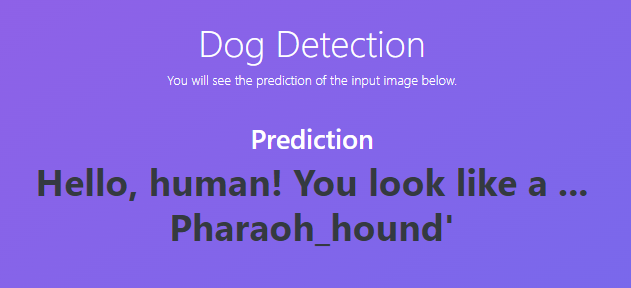 Dog Detection
You will see the prediction of the input image below.
Prediction
Hello, human! You look like a ...
Pharaoh_hound'